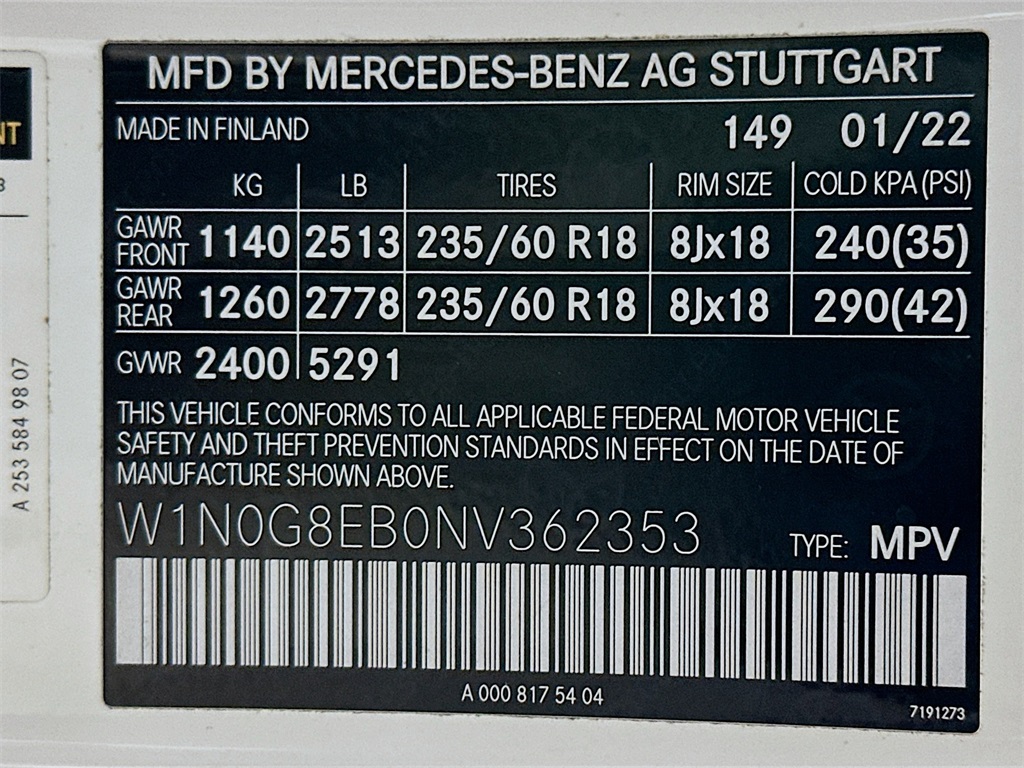 MFD BY MERCEDES-BENZ AG STUTTGART
MADE IN FINLAND 149 01/22
KG LB TIRES RIM SIZE COLD KPA (PSI)
GAWR FRONT 1140 2513 235/60 R18 8Jx18 240(35)
GAWR REAR 1260 2778 235/60 R18 8Jx18 290(42)
GVWR 2400 5291
THIS VEHICLE CONFORMS TO ALL APPLICABLE FEDERAL MOTOR VEHICLE
SAFETY AND THEFT PREVENTION STANDARDS IN EFFECT ON THE DATE OF
MANUFACTURE SHOWN ABOVE.
W1N0G8EB0NV362353 TYPE: MPV
A 000 817 54 04
7191273
A 253 584 98 07